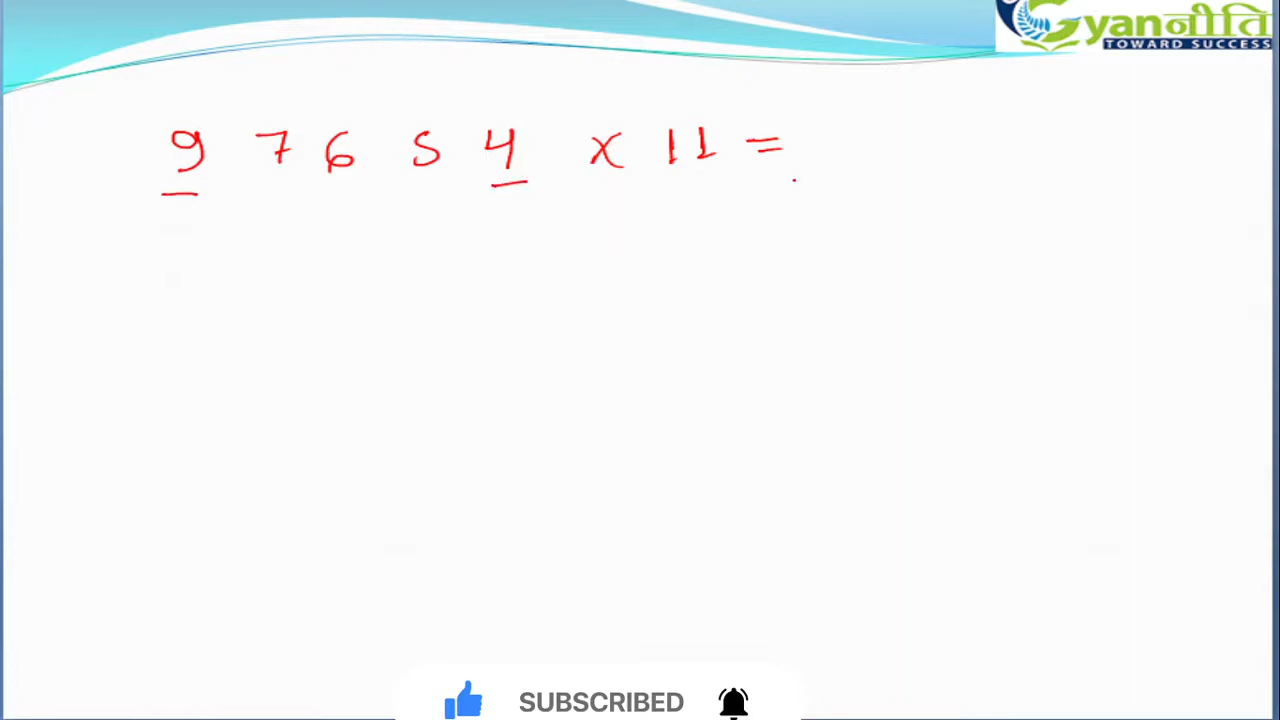 Gyanनीति
TOWARD SUCCESS
9 7 6 5 4 x 11 =
SUBSCRIBED